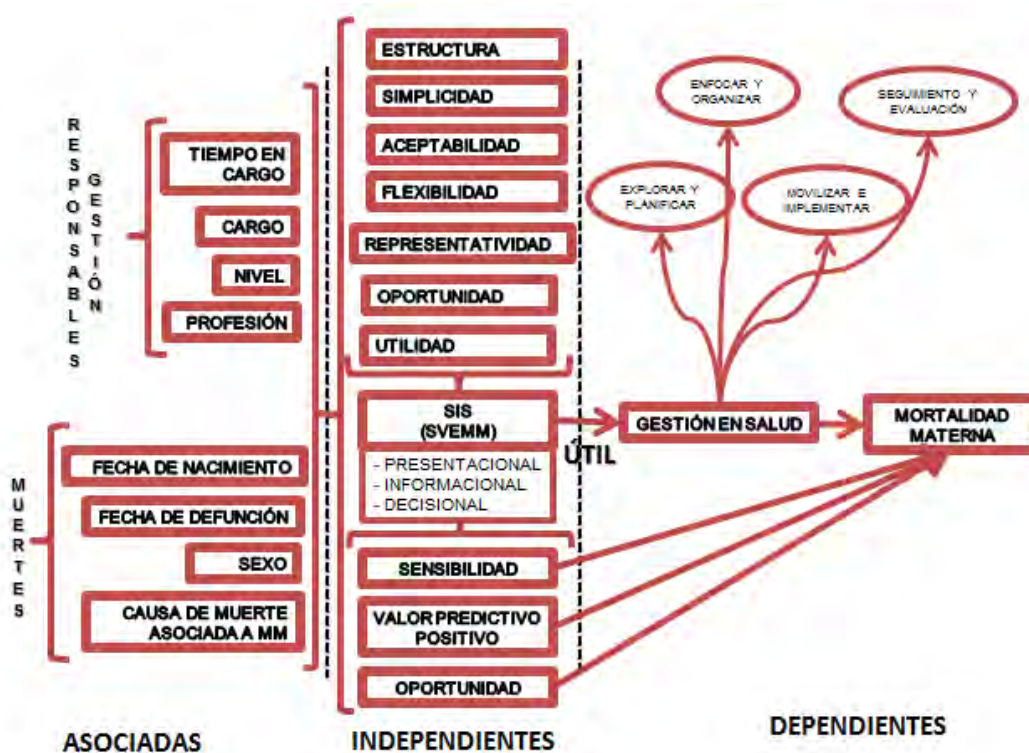 RESPONSABLES
GESTIÓN
TIEMPO EN
CARGO
CARGO
NIVEL
PROFESIÓN
MUERTES
FECHA DE NACIMIENTO
FECHA DE DEFUNCIÓN
SEXO
CAUSA DE MUERTE
ASOCIADA A MM
ESTRUCTURA
SIMPLICIDAD
ACEPTABILIDAD
FLEXIBILIDAD
REPRESENTATIVIDAD
OPORTUNIDAD
UTILIDAD
SIS
(SVEMM)
- PRESENTACIONAL
- INFORMACIONAL
- DECISIONAL
SENSIBILIDAD
VALOR PREDICTIVO
POSITIVO
OPORTUNIDAD
ÚTIL
ENFOCAR Y
ORGANIZAR
SEGUIMIENTO Y
EVALUACIÓN
EXPLORAR Y
PLANIFICAR
MOVILIZAR E
IMPLEMENTAR
GESTIÓN EN SALUD
MORTALIDAD
MATERNA
ASOCIADAS
INDEPENDIENTES
DEPENDIENTES